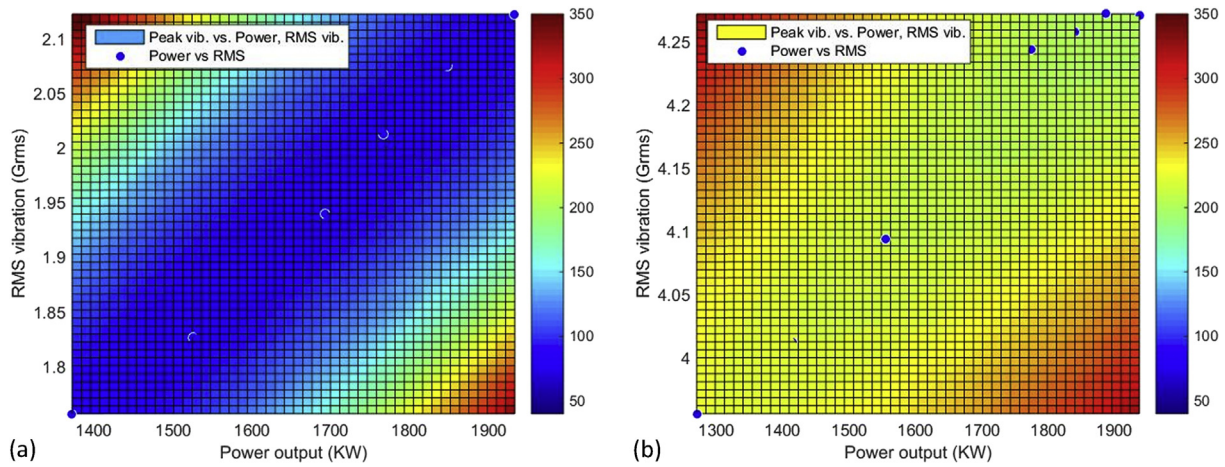 2.1
2.05
2
1.95
1.9
1.85
1.8
RMS vibration (Grms)
Peak vib. vs. Power, RMS vib.
Power vs RMS
350
300
250
200
150
100
50
1400 1500 1600 1700 1800 1900
Power output (KW)
(a)
4.25
4.2
4.15
4.1
4.05
4
RMS vibration (Grms)
Peak vib. vs. Power, RMS vib.
Power vs RMS
350
300
250
200
150
100
50
1300 1400 1500 1600 1700 1800 1900
Power output (KW)
(b)